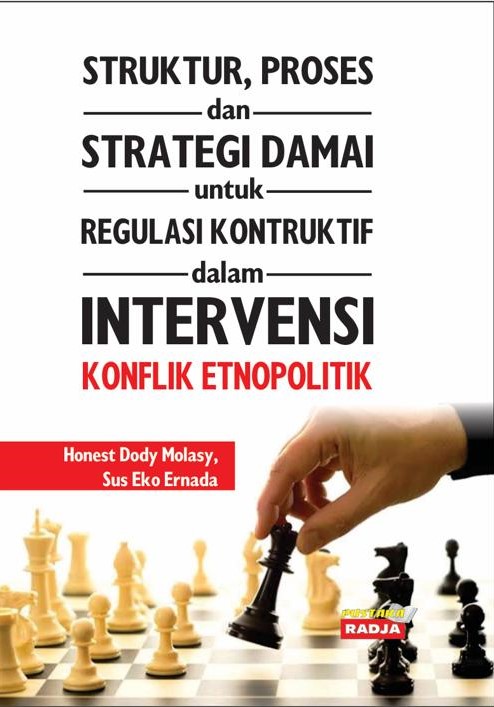 STRUKTUR, PROSES
dan
STRATEGI DAMAI
untuk
REGULASI KONTRUKTIF
dalam
INTERVENSI
KONFLIK ETNOPOLITIK
Honest Dody Molasy,
Sus Eko Ernada
PUSTAKA
RADJA